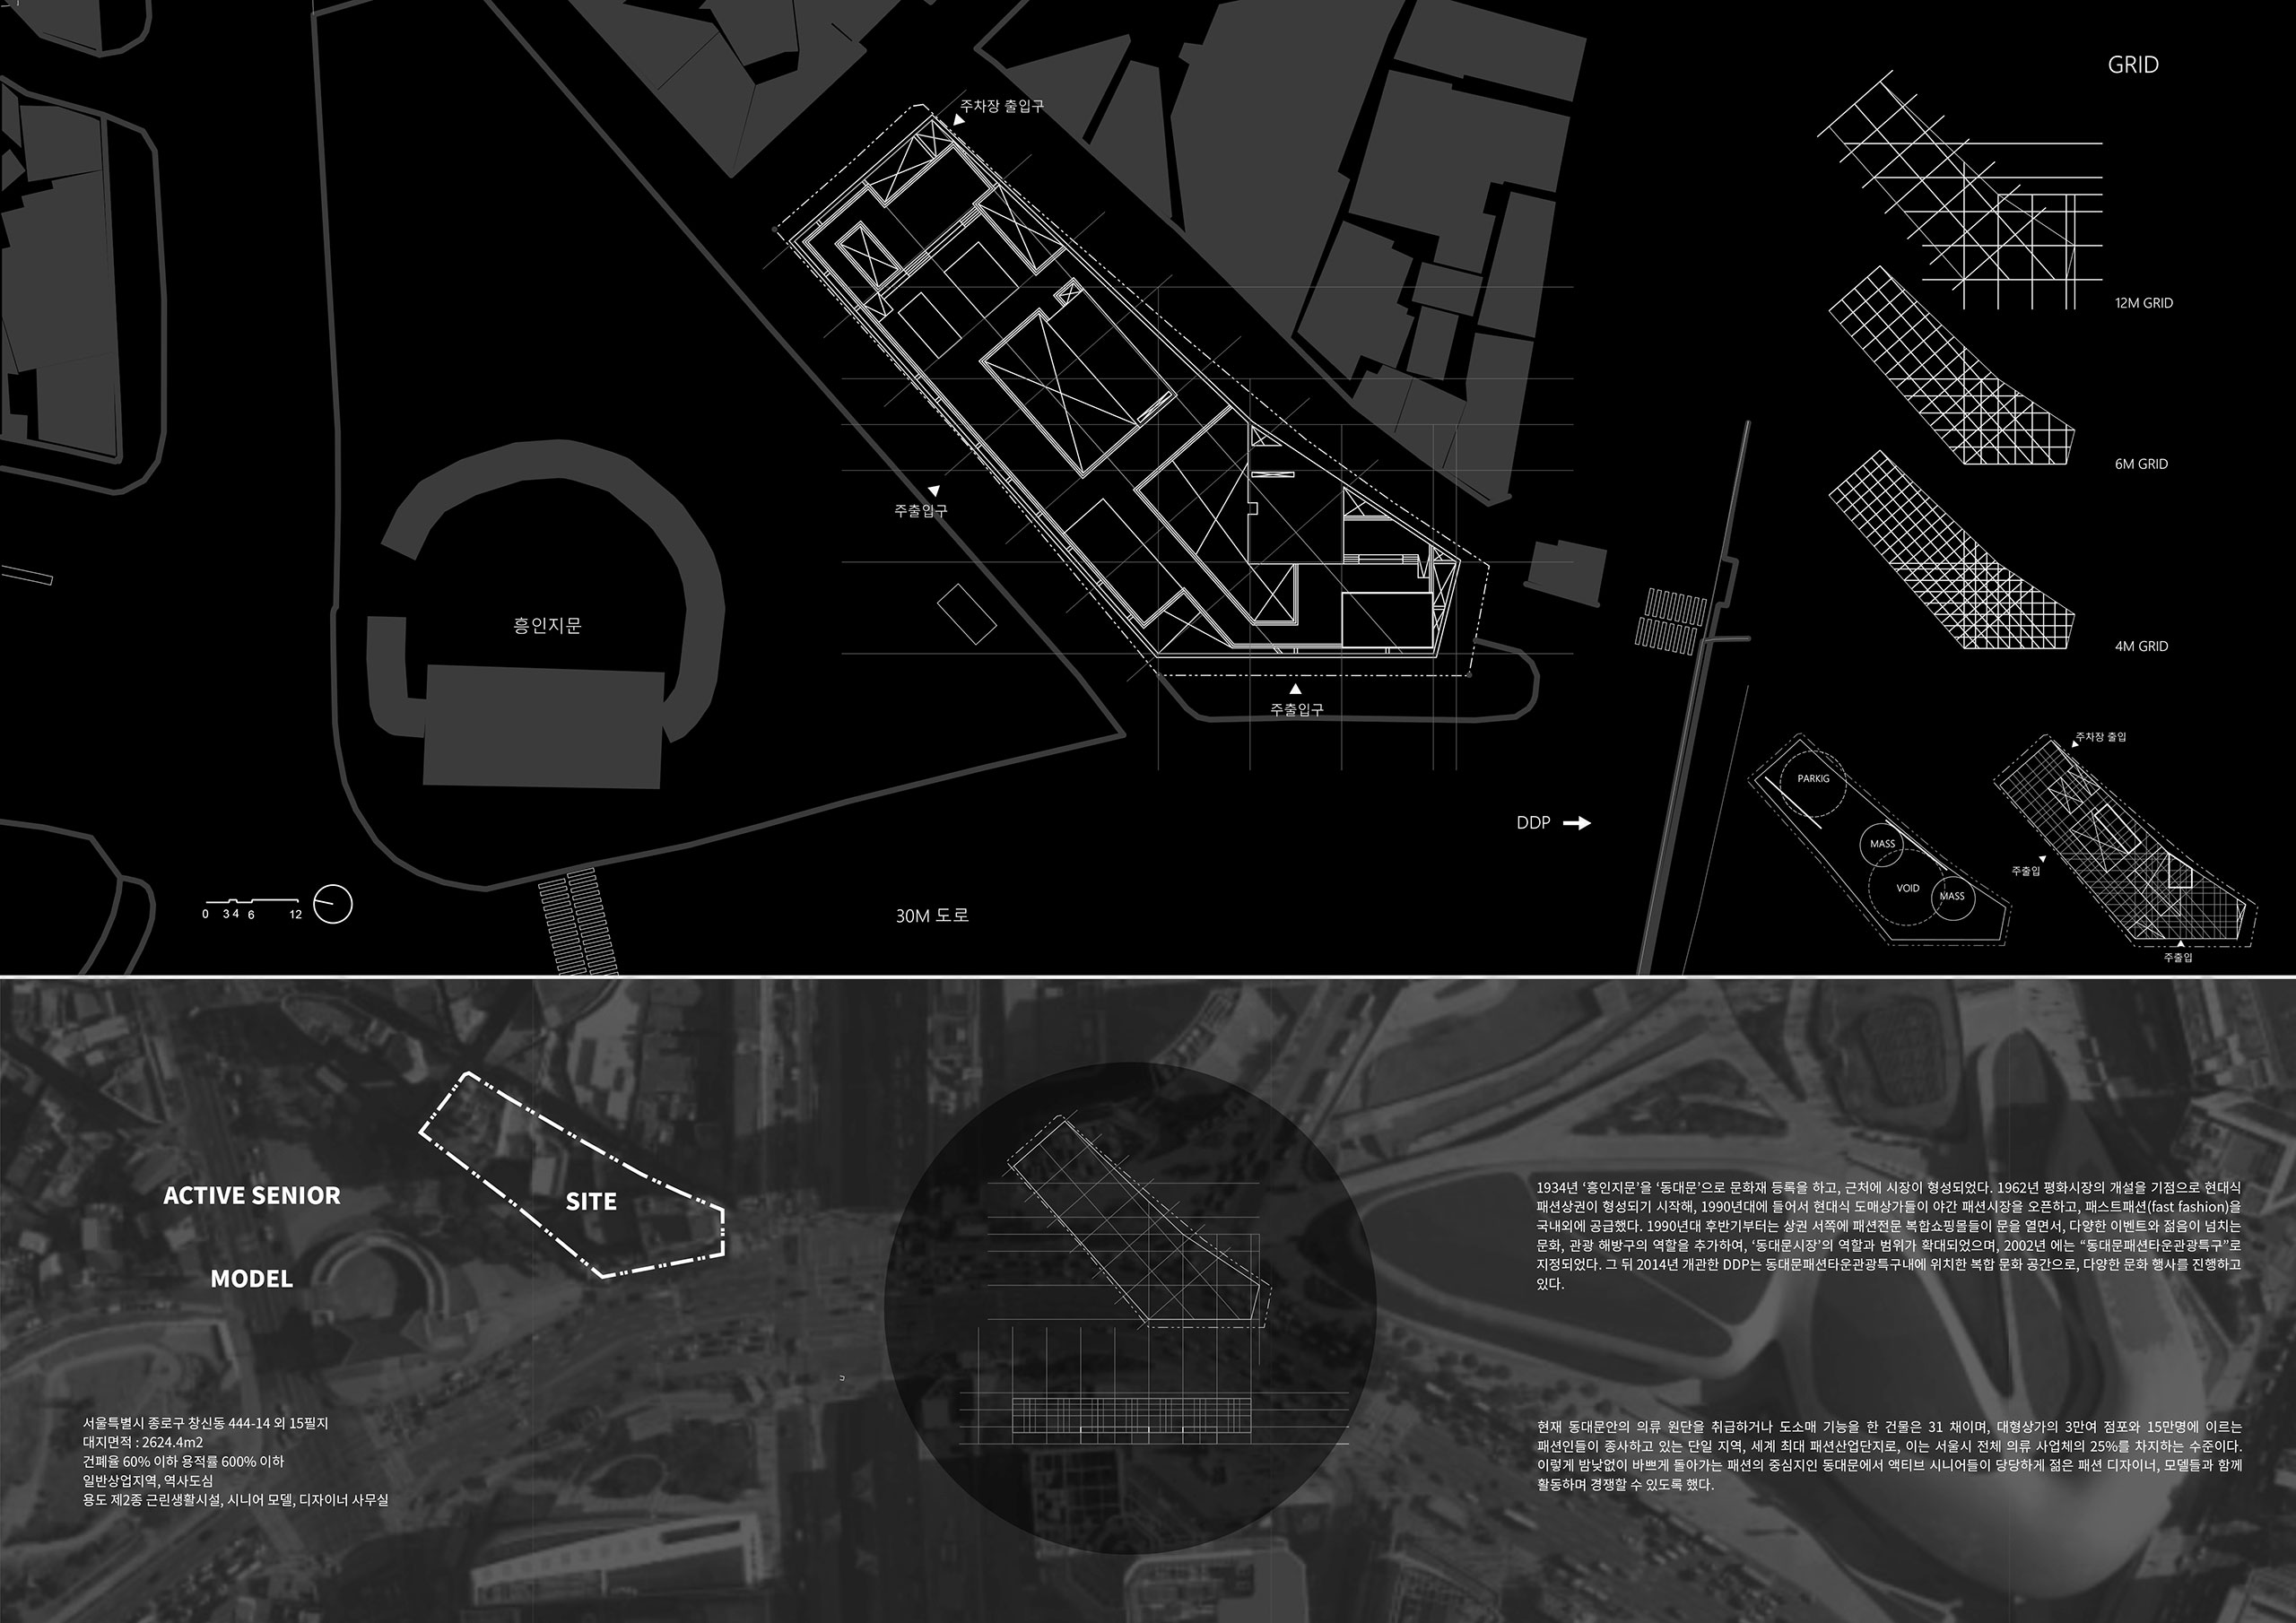 GRID
주차장 출입구
12M GRID
6M GRID
주출입구
흥인지문
4M GRID
주출입구
주차장 출입
PARKIG
DDP
MASS
주출입
VOID
MASS
0 3 4 6 12
30M 도로
주출입
ACTIVE SENIOR
MODEL
SITE
1934년 ‘흥인지문’을 ‘동대문’으로 문화재 등록을 하고, 근처에 시장이 형성되었다. 1962년 평화시장의 개설을 기점으로 현대식
패션상권이 형성되기 시작해, 1990년대에 들어서 현대식 도매상가들이 야간 패션시장을 오픈하고, 패스트패션(fast fashion)을
국내외에 공급했다. 1990년대 후반기부터는 상권 서쪽에 패션전문 복합쇼핑몰들이 문을 열면서, 다양한 이벤트와 젊음이 넘치는
문화, 관광 해방구의 역할을 추가하여, ‘동대문시장’의 역할과 범위가 확대되었으며, 2002년 에는 “동대문패션타운관광특구”로
지정되었다. 그 뒤 2014년 개관한 DDP는 동대문패션타운관광특구내에 위치한 복합 문화 공간으로, 다양한 문화 행사를 진행하고
있다.
서울특별시 종로구 창신동 444-14 외 15필지
대지면적 : 2624.4m2
건폐율 60% 이하 용적률 600% 이하
일반상업지역, 역사도심
용도 제2종 근린생활시설, 시니어 모델, 디자이너 사무실
현재 동대문안의 의류 원단을 취급하거나 도소매 기능을 한 건물은 31 채이며, 대형상가의 3만여 점포와 15만명에 이르는
패션인들이 종사하고 있는 단일 지역, 세계 최대 패션산업단지로, 이는 서울시 전체 의류 사업체의 25%를 차지하는 수준이다.
이렇게 밤낮없이 바쁘게 돌아가는 패션의 중심지인 동대문에서 액티브 시니어들이 당당하게 젊은 패션 디자이너, 모델들과 함께
활동하며 경쟁할 수 있도록 했다.